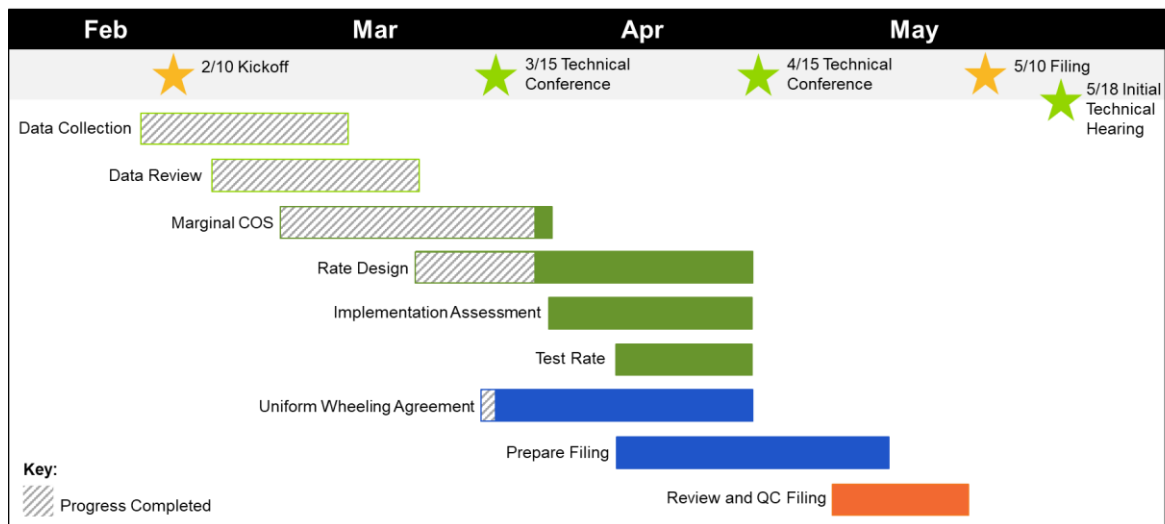 Feb Mar Apr May
2/10 Kickoff
3/15 Technical
Conference
4/15 Technical
Conference
5/10 Filing
5/18 Initial
Technical
Hearing
Data Collection
Data Review
Marginal COS
Rate Design
Implementation Assessment
Test Rate
Uniform Wheeling Agreement
Prepare Filing
Review and QC Filing
Key:
Progress Completed